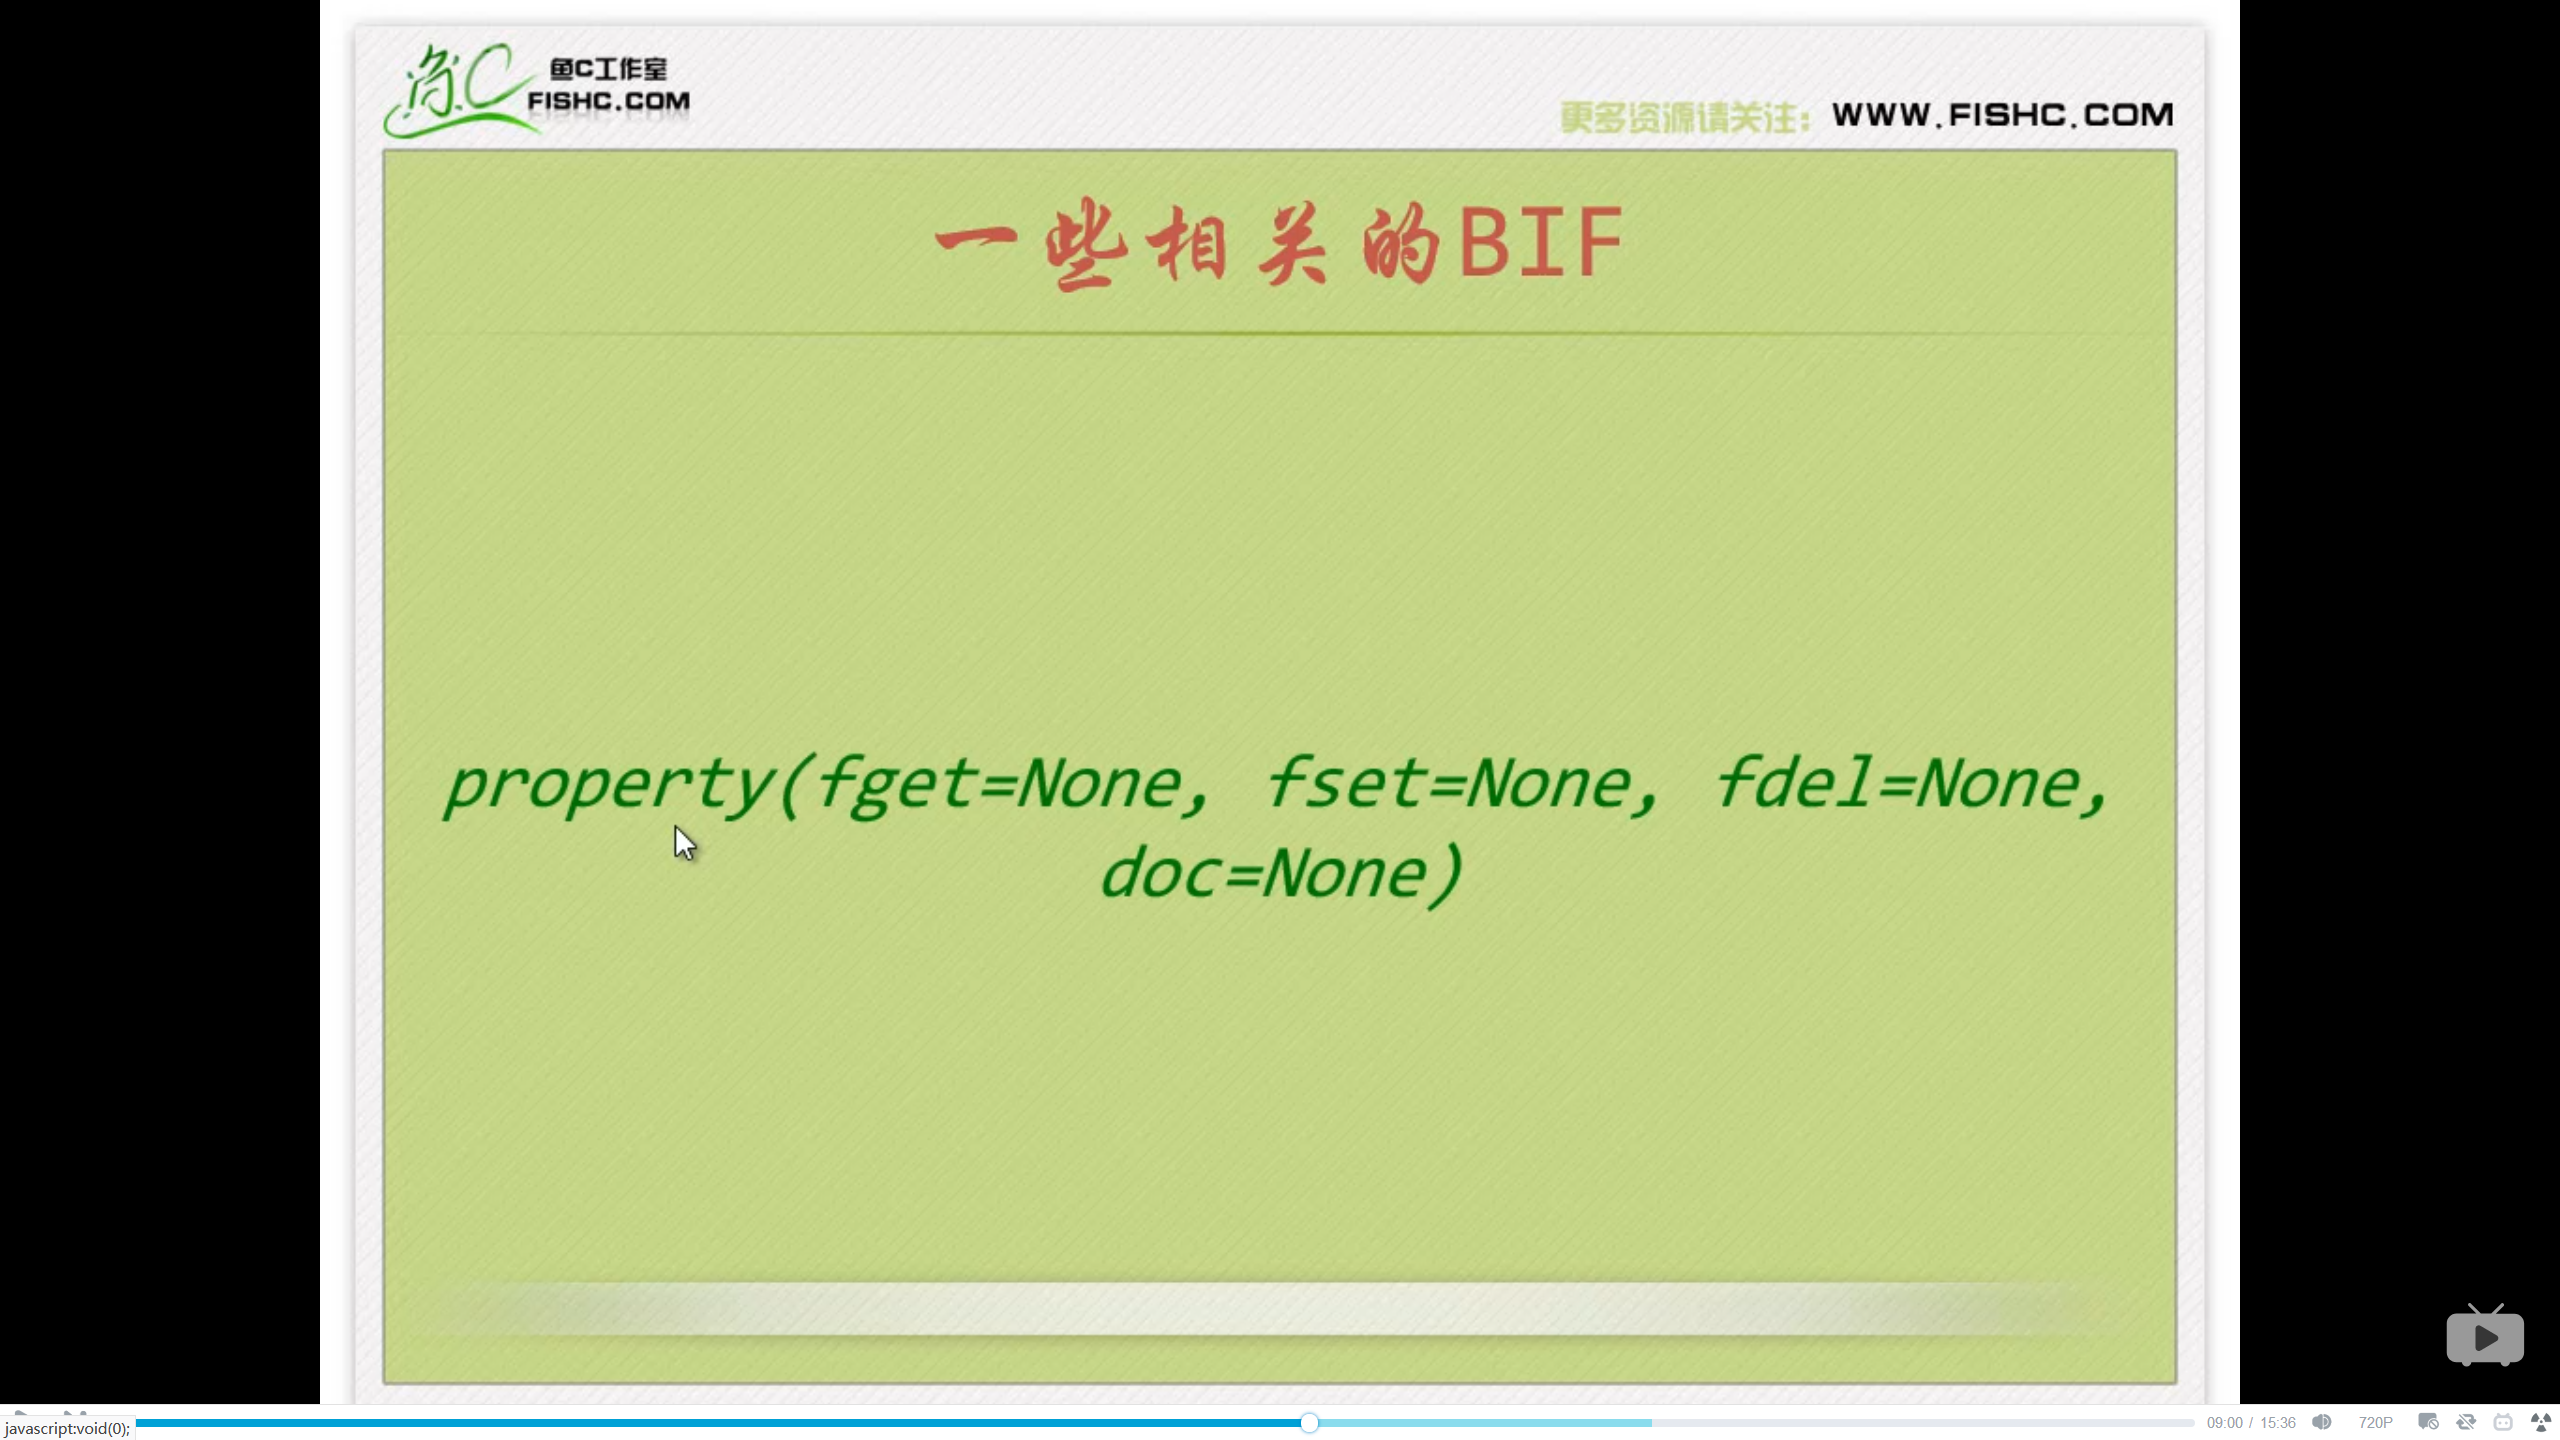 鱼C工作室
FISHC.COM
更多资源请关注: WWW.FISHC.COM
一些相关的BIF
property(fget=None, fset=None, fdel=None,
doc=None)
javascript:void(0);
09:00 / 15:36
720P